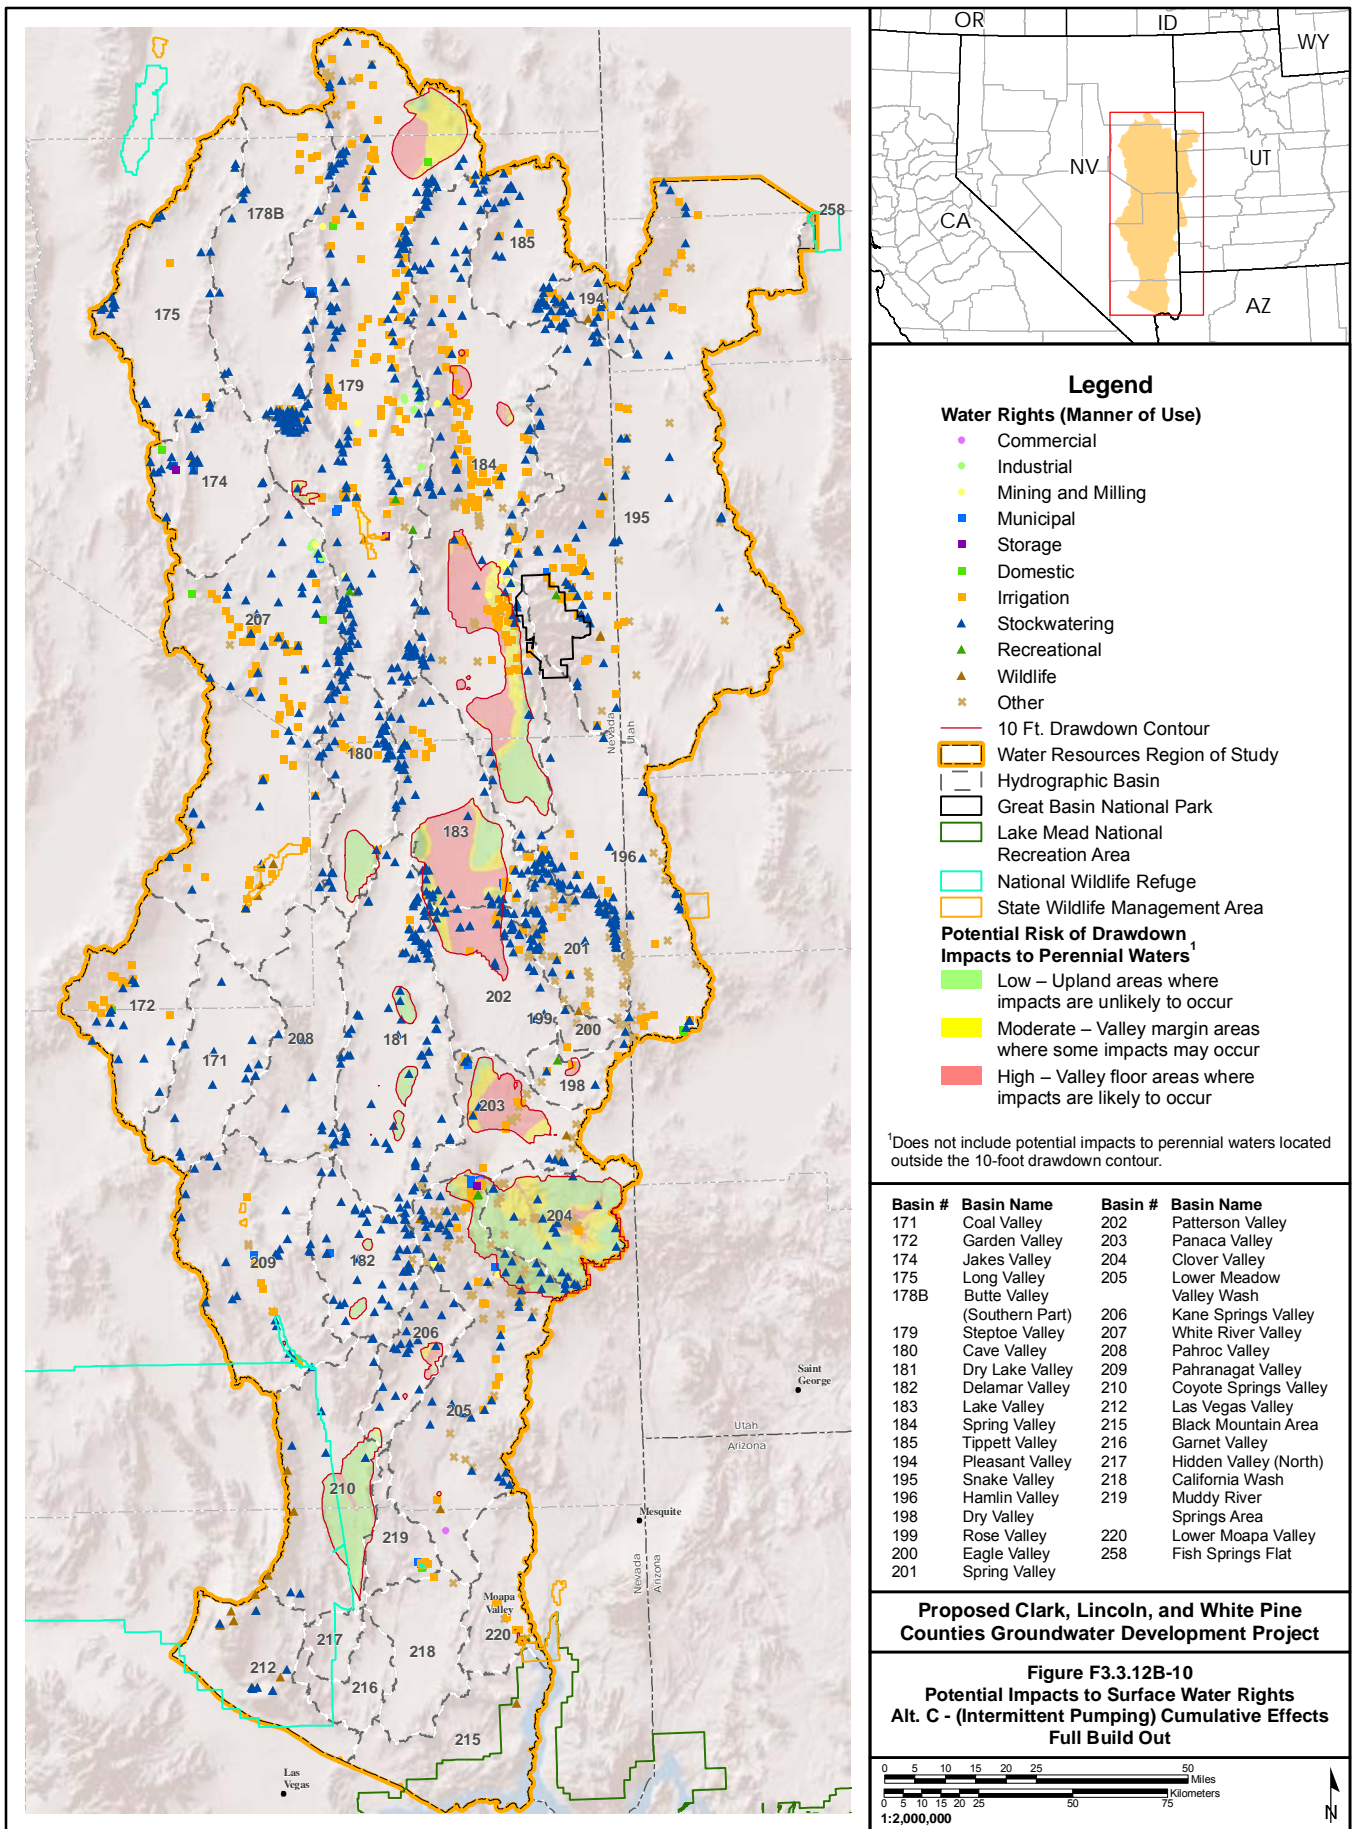 178B
258
185
194
175
179
184
174
195
207
Nevada
Utah
180
183
196
201
172
202
199
200
208
181
171
198
203
204
209
182
206
Saint
George
205
Utah
Arizona
210
Mesquite
219
Nevada
Arizona
Moapa
Valley
220
217
218
212
216
215
Las
Vegas
OR
ID
WY
NV
UT
CA
AZ
Legend
Water Rights (Manner of Use)
Commercial
Industrial
Mining and Milling
Municipal
Storage
Domestic
Irrigation
Stockwatering
Recreational
Wildlife
Other
10 Ft. Drawdown Contour
Water Resources Region of Study
Hydrographic Basin
Great Basin National Park
Lake Mead National
Recreation Area
National Wildlife Refuge
State Wildlife Management Area
Potential Risk of Drawdown
Impacts to Perennial Waters1
Low – Upland areas where
impacts are unlikely to occur
Moderate – Valley margin areas
where some impacts may occur
High – Valley floor areas where
impacts are likely to occur
1Does not include potential impacts to perennial waters located
outside the 10-foot drawdown contour.
Basin # Basin Name Basin # Basin Name
171 Coal Valley 202 Patterson Valley
172 Garden Valley 203 Panaca Valley
174 Jakes Valley 204 Clover Valley
175 Long Valley 205 Lower Meadow
178B Butte Valley Valley Wash
(Southern Part) 206 Kane Springs Valley
179 Steptoe Valley 207 White River Valley
180 Cave Valley 208 Pahroc Valley
181 Dry Lake Valley 209 Pahranagat Valley
182 Delamar Valley 210 Coyote Springs Valley
183 Lake Valley 212 Las Vegas Valley
184 Spring Valley 215 Black Mountain Area
185 Tippett Valley 216 Garnet Valley
194 Pleasant Valley 217 Hidden Valley (North)
195 Snake Valley 218 California Wash
196 Hamlin Valley 219 Muddy River
198 Dry Valley Springs Area
199 Rose Valley 220 Lower Moapa Valley
200 Eagle Valley 258 Fish Springs Flat
201 Spring Valley
Proposed Clark, Lincoln, and White Pine
Counties Groundwater Development Project
Figure F3.3.12B-10
Potential Impacts to Surface Water Rights
Alt. C - (Intermittent Pumping) Cumulative Effects
Full Build Out
0 5 10 15 20 25 50
Miles
Kilometers
0 5 10 15 20 25 50 75
1:2,000,000
N